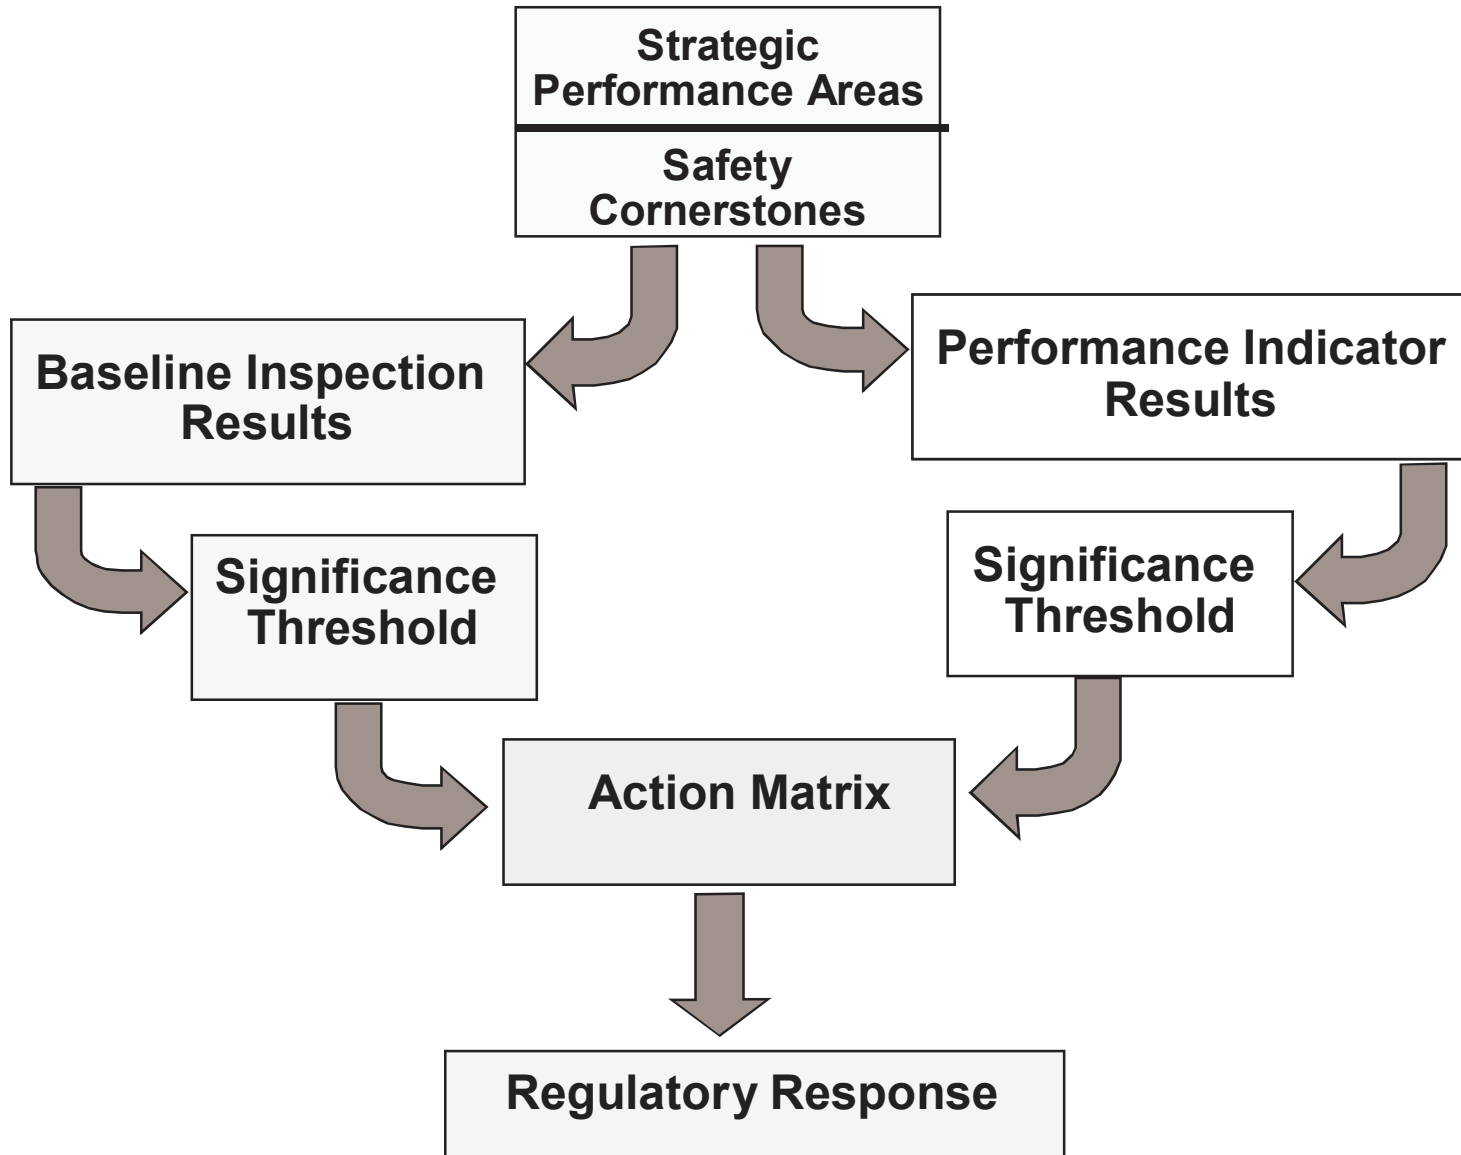 Strategic
Performance Areas
Safety
Cornerstones
Baseline Inspection
Results
Performance Indicator
Results
Significance
Threshold
Significance
Threshold
Action Matrix
Regulatory Response